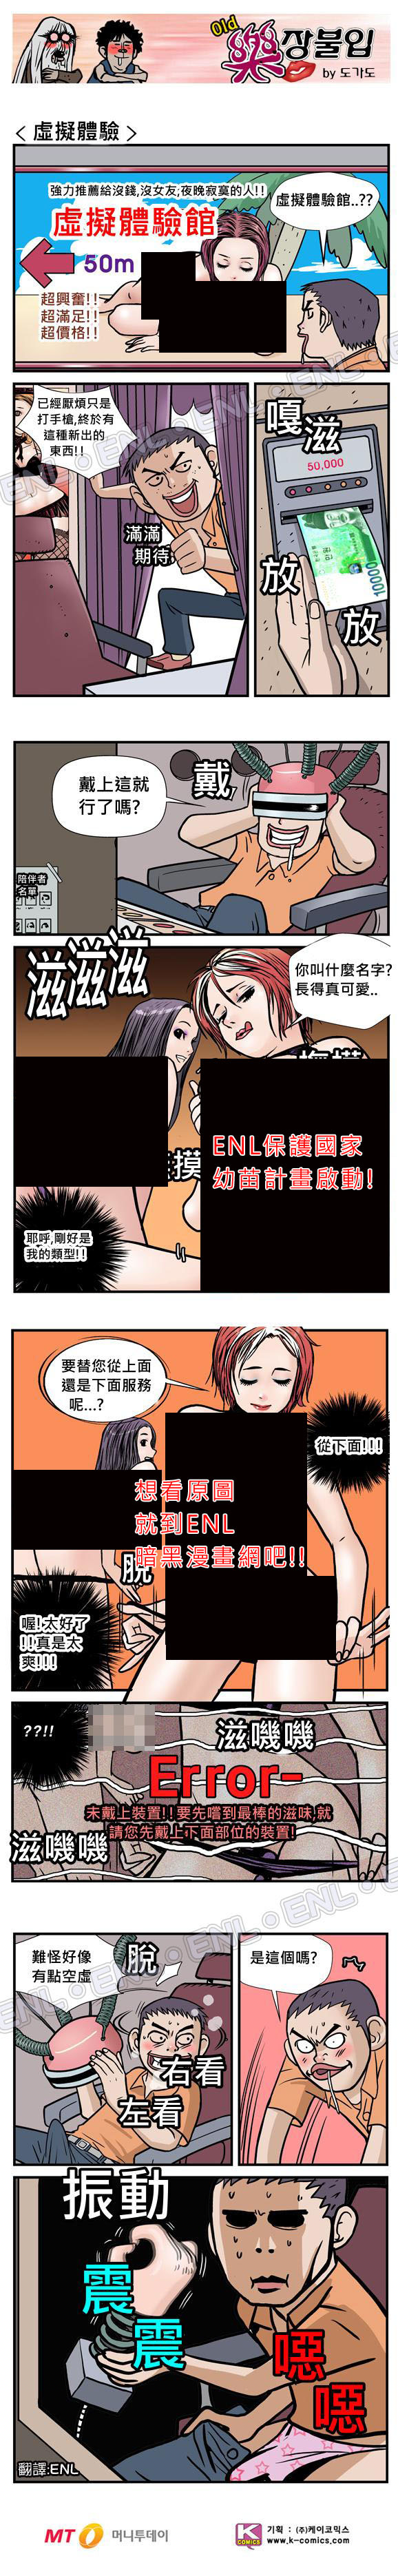 Old
樂장불입
by 도가도
< 虛擬體驗 >
強力推薦給沒錢,沒女友;夜晚寂寞的人!!
虛擬體驗館
50m
超興奮!!
超滿足!!
超價格!!
虛擬體驗館..??
已經厭煩只是
打手槍,終於有
這種新出的
東西!!
滿滿
期待
嘎
滋
50,000
10000
放
放
戴上這就
行了嗎?
戴
陪伴者
名單
滋滋滋
你叫什麼名字?
長得真可愛..
撫摸
摸
ENL保護國家
幼苗計畫啟動!
耶呼,剛好是
我的類型!!
要替您從上面
還是下面服務
呢...?
從下面!!!
想看原圖
就到ENL
暗黑漫畫網吧!!
脫
喔!太好了
!!真是太
爽!!!
??!!
滋嘰嘰
Error-
未戴上裝置!!要先嚐到最棒的滋味,就
請您先戴上下面部位的裝置!
滋嘰嘰
難怪好像
有點空虛
脫
右看
左看
是這個嗎?
振動
震
震
噁
噁
翻譯:ENL
MT 머니투데이
K COMICS
기획 : (주)케이코믹스
www.k-comics.com
ENL